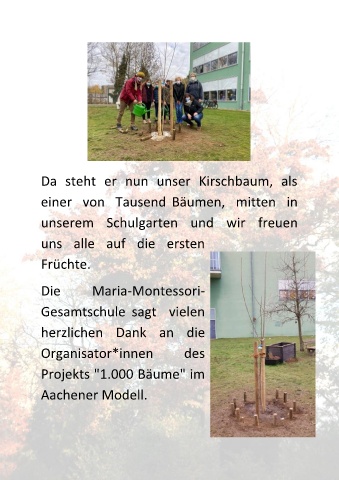 Da steht er nun unser Kirschbaum, als
einer von Tausend Bäumen, mitten in
unserem Schulgarten und wir freuen
uns alle auf die ersten
Früchte.
Die Maria-Montessori-
Gesamtschule sagt vielen
herzlichen Dank an die
Organisator*innen des
Projekts "1.000 Bäume" im
Aachener Modell.